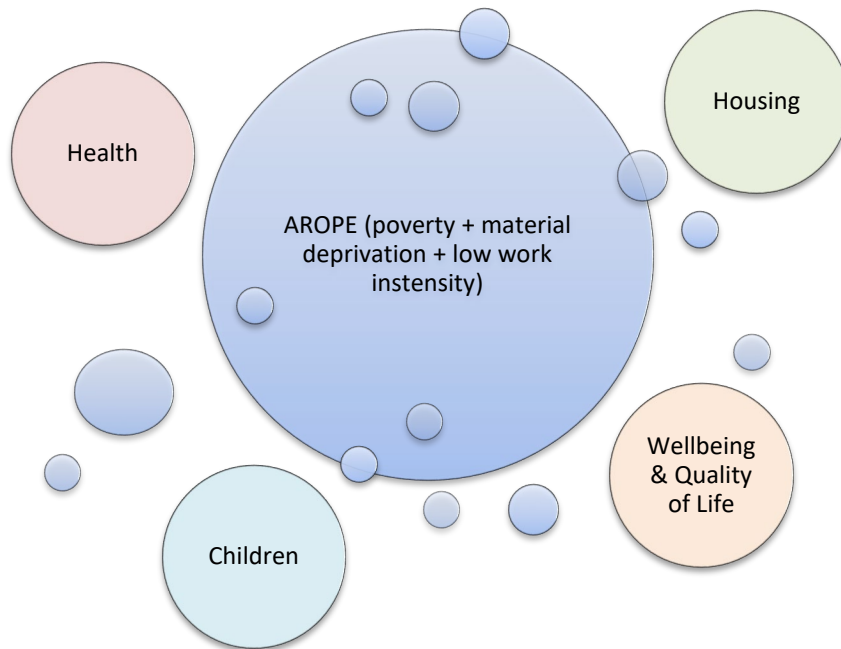 Housing
Health
AROPE (poverty + material
deprivation + low work
instensity)
Wellbeing
& Quality
of Life
Children